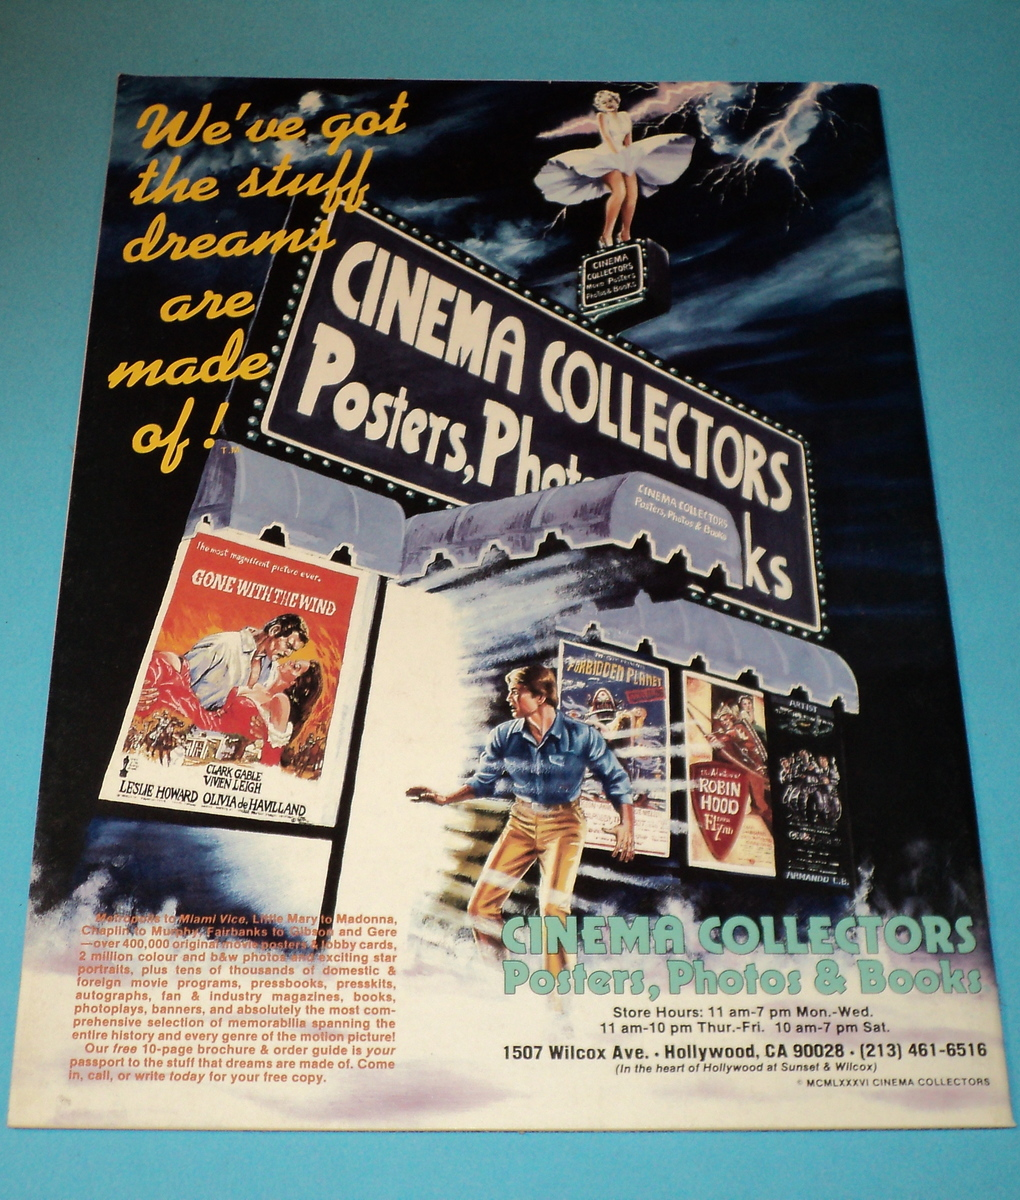 We've got
the stuff
dreams
are
made
of!
T.M.
CINEMA
COLLECTORS
Movie Posters
Photos & Books
CINEMA COLLECTORS
Posters, Phot
ks
CINEMA COLLECTORS
Posters, Photos & Books
The most magnificent picture ever.
GONE WITH THE WIND
CLARK GABLE
VIVIEN LEIGH
LESLIE HOWARD OLIVIA de HAVILLAND
FORBIDDEN PLANET
ROBIN
HOOD
Flynn
ARTIST
ARMANDO C.B.
Metropolis to Miami Vice, Little Mary to Madonna,
Chaplin to Murphy, Fairbanks to Gibson and Gere
—over 400,000 original movie posters & lobby cards,
2 million colour and b&w photos and exciting star
portraits, plus tens of thousands of domestic &
foreign movie programs, pressbooks, presskits,
autographs, fan & industry magazines, books,
photoplays, banners, and absolutely the most com-
prehensive selection of memorabilia spanning the
entire history and every genre of the motion picture!
Our free 10-page brochure & order guide is your
passport to the stuff that dreams are made of. Come
in, call, or write today for your free copy.
CINEMA COLLECTORS
Posters, Photos & Books
Store Hours: 11 am-7 pm Mon.-Wed.
11 am-10 pm Thur.-Fri. 10 am-7 pm Sat.
1507 Wilcox Ave. • Hollywood, CA 90028 • (213) 461-6516
(In the heart of Hollywood at Sunset & Wilcox)
© MCMLXXXVI CINEMA COLLECTORS